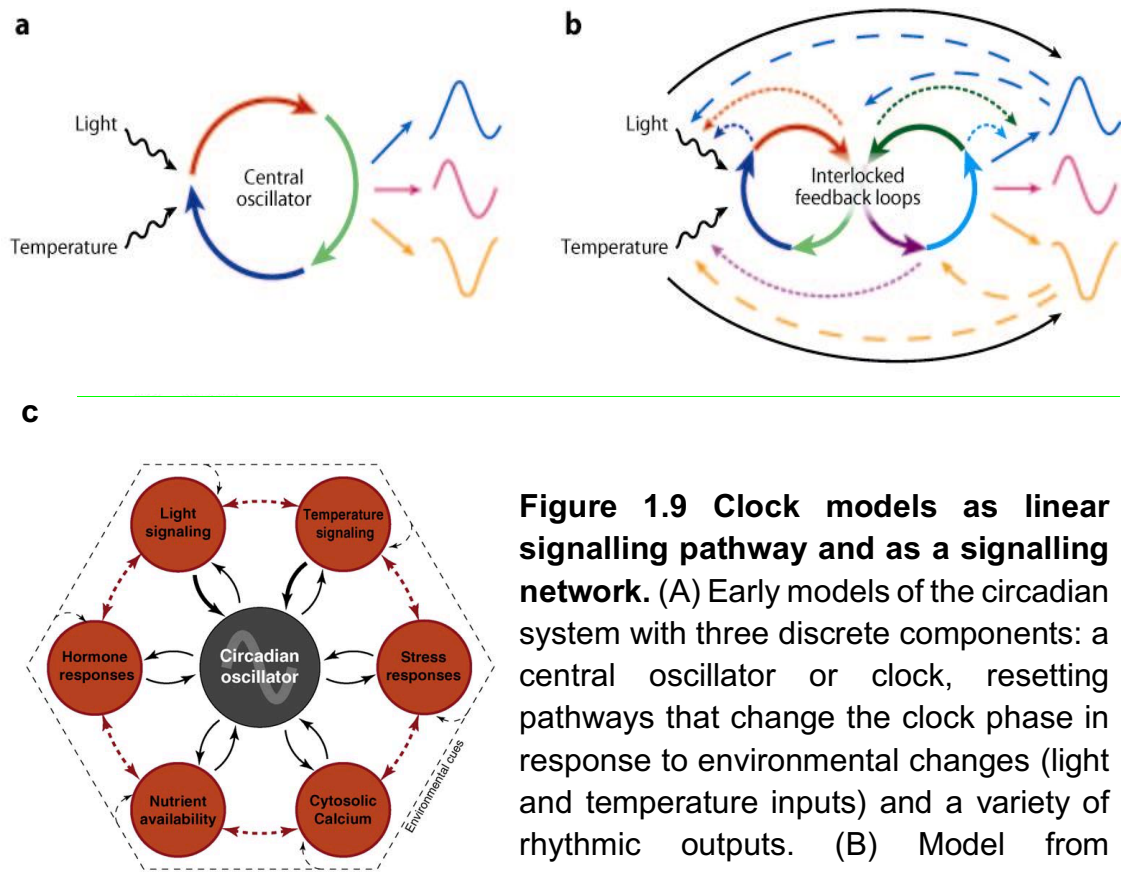 a
Light
Temperature
Central
oscillator
b
Light
Temperature
Interlocked
feedback loops
c
Light
signaling
Temperature
signaling
Hormone
responses
Circadian
oscillator
Stress
responses
Nutrient
availability
Cytosolic
Calcium
Environmental cues
Figure 1.9 Clock models as linear
signalling pathway and as a signalling
network. (A) Early models of the circadian
system with three discrete components: a
central oscillator or clock, resetting
pathways that change the clock phase in
response to environmental changes (light
and temperature inputs) and a variety of
rhythmic outputs. (B) Model from